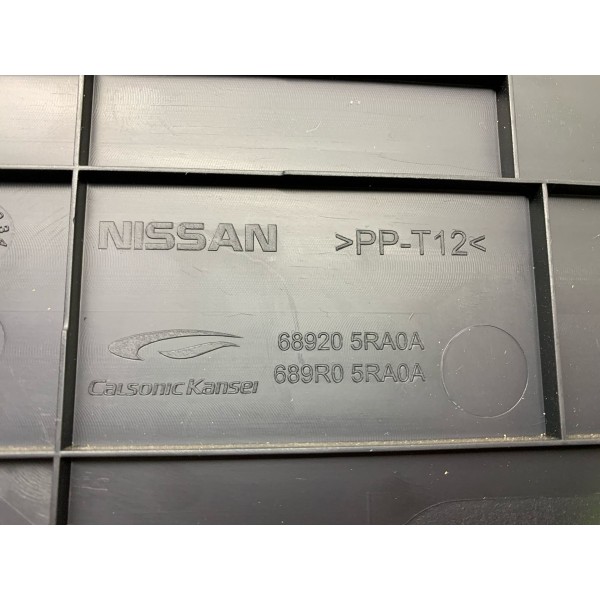 NISSAN >PP-T12<
68920 5RA0A
CalsonicKansei 689R0 5RA0A